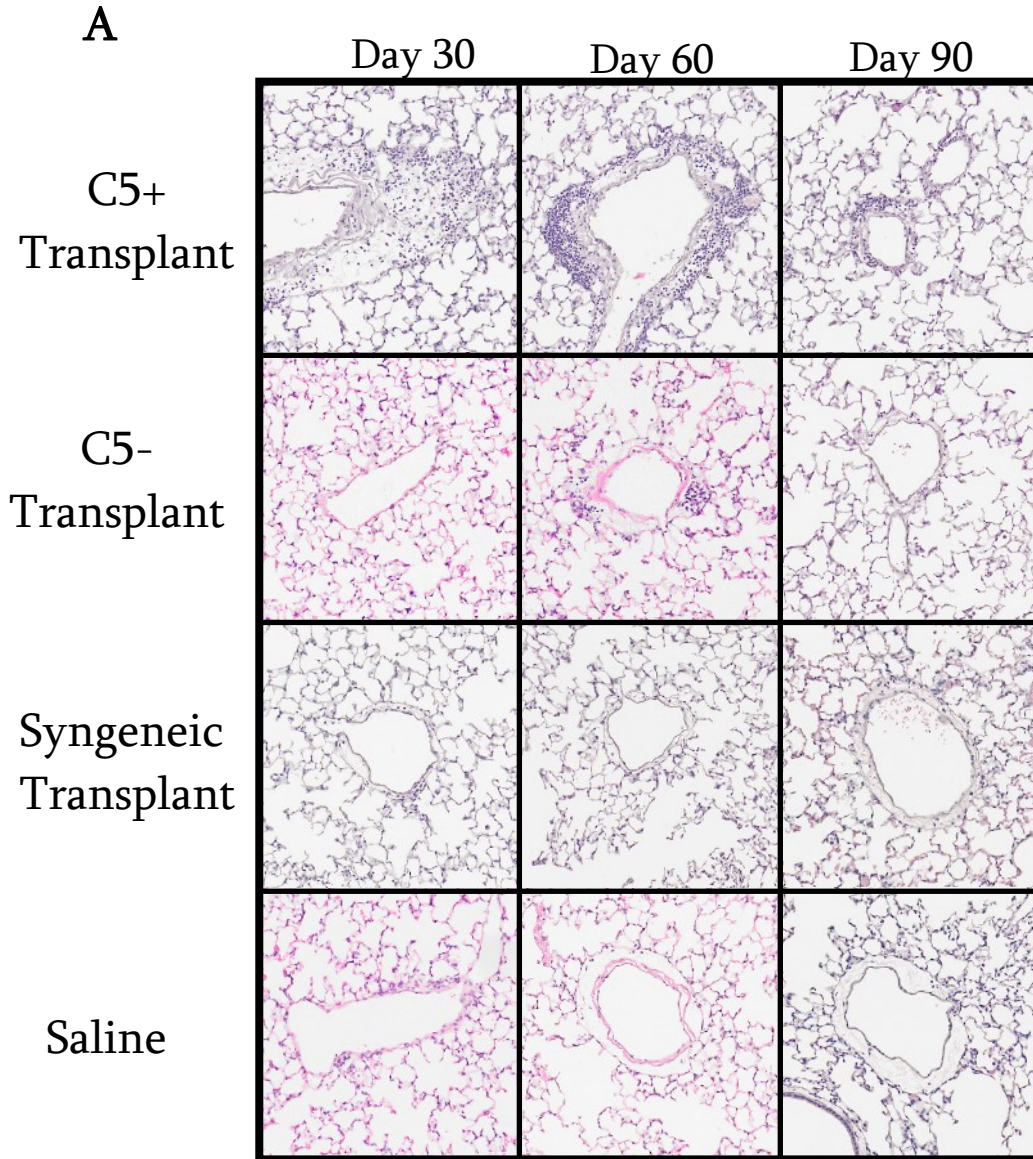 A
Day 30
Day 60
Day 90
C5+
Transplant
C5-
Transplant
Syngeneic
Transplant
Saline